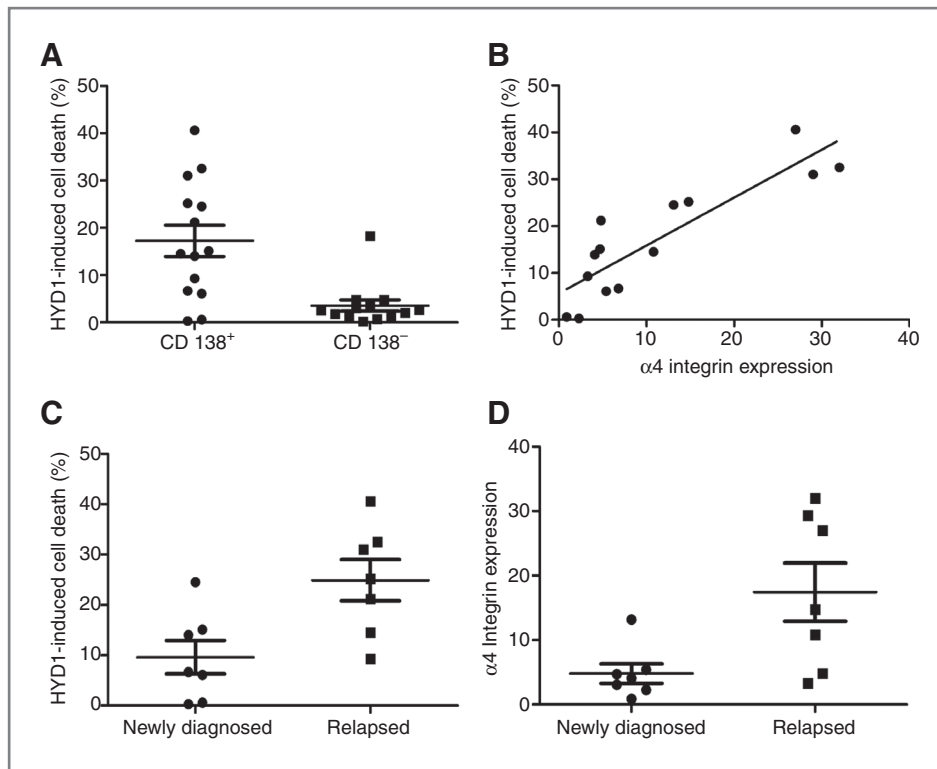 A
HYD1-induced cell death (%)
50
40
30
20
10
0
CD 138⁺
CD 138⁻
B
HYD1-induced cell death (%)
50
40
30
20
10
0
0
10
20
30
40
α4 integrin expression
C
HYD1-induced cell death (%)
50
40
30
20
10
0
Newly diagnosed
Relapsed
D
α4 Integrin expression
40
30
20
10
0
Newly diagnosed
Relapsed